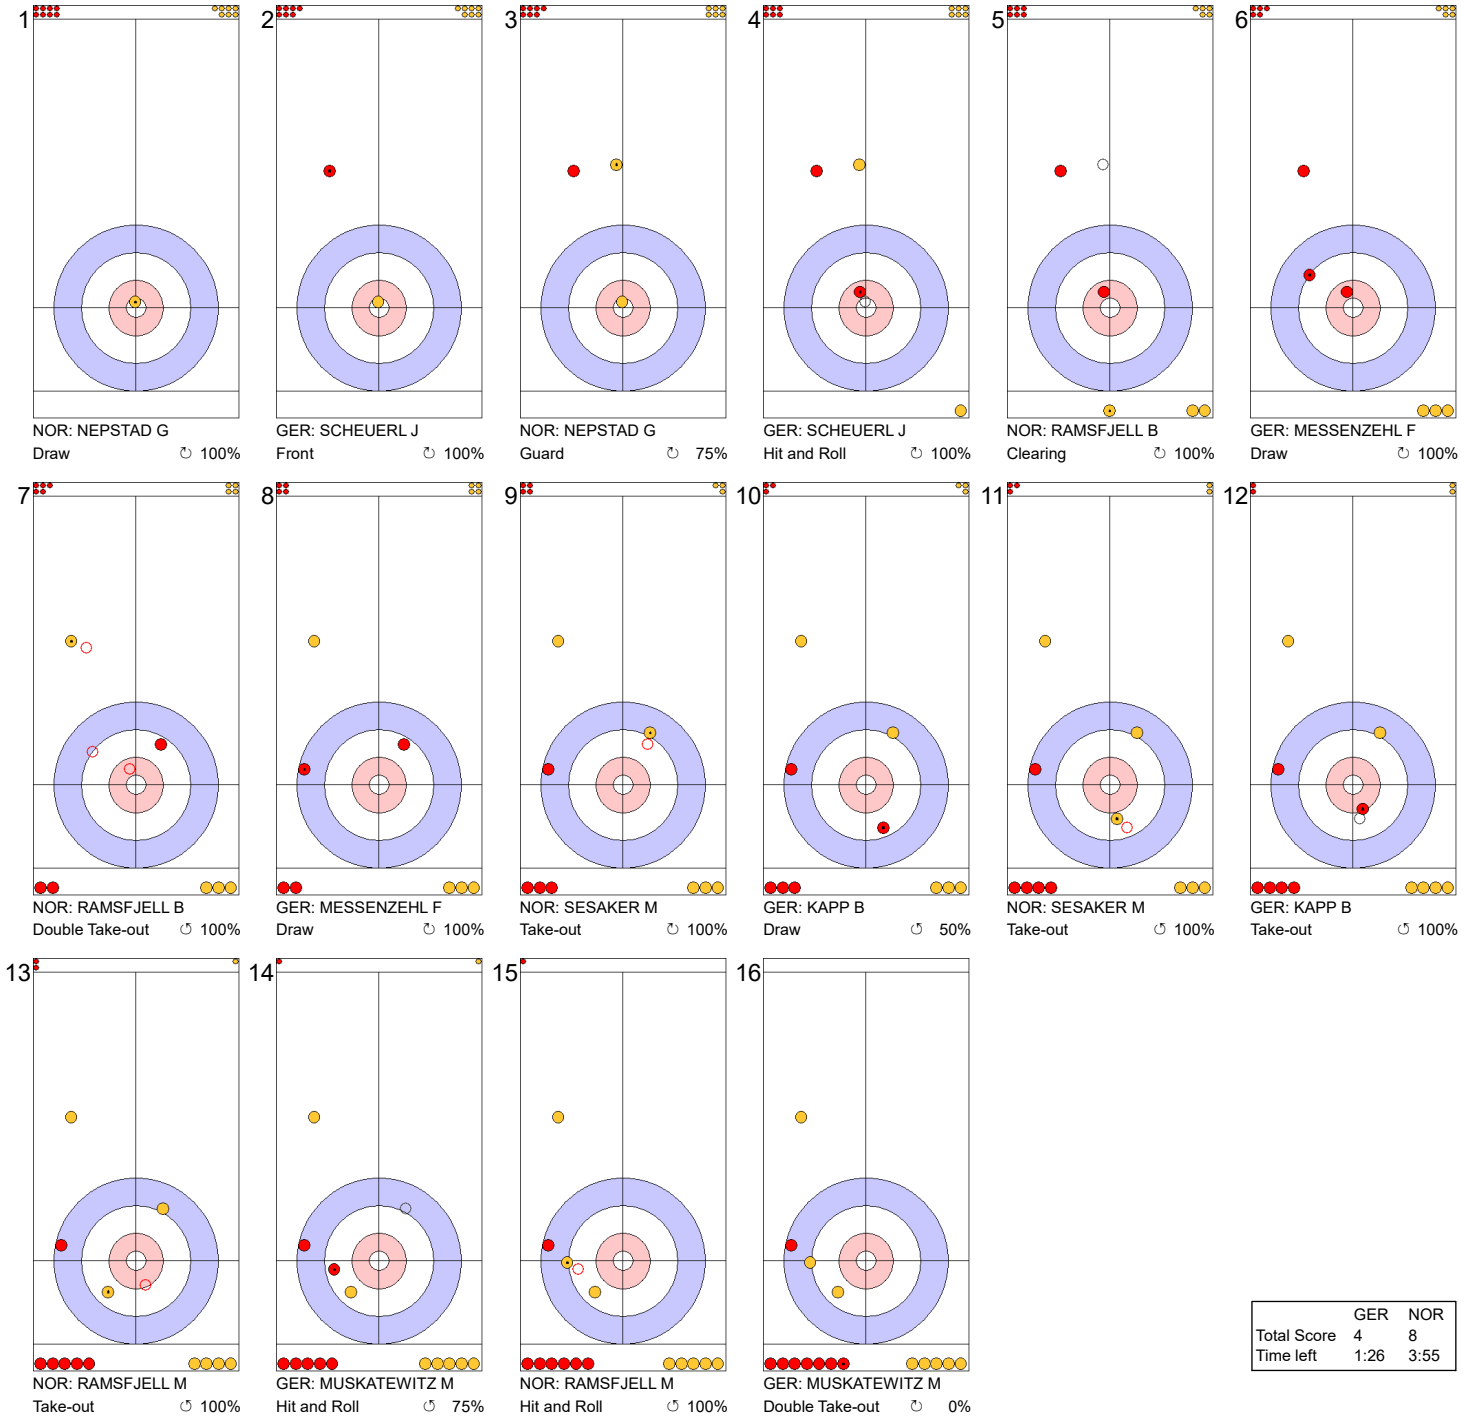 1
2
3
4
5
6
NOR: NEPSTAD G
Draw 100%
GER: SCHEUERL J
Front 100%
NOR: NEPSTAD G
Guard 75%
GER: SCHEUERL J
Hit and Roll 100%
NOR: RAMSFJELL B
Clearing 100%
GER: MESSENZEHL F
Draw 100%
7
8
9
10
11
12
NOR: RAMSFJELL B
Double Take-out 100%
GER: MESSENZEHL F
Draw 100%
NOR: SESAKER M
Take-out 100%
GER: KAPP B
Draw 50%
NOR: SESAKER M
Take-out 100%
GER: KAPP B
Take-out 100%
13
14
15
16
NOR: RAMSFJELL M
Take-out 100%
GER: MUSKATEWITZ M
Hit and Roll 75%
NOR: RAMSFJELL M
Hit and Roll 100%
GER: MUSKATEWITZ M
Double Take-out 0%
GER NOR
Total Score 4 8
Time left 1:26 3:55